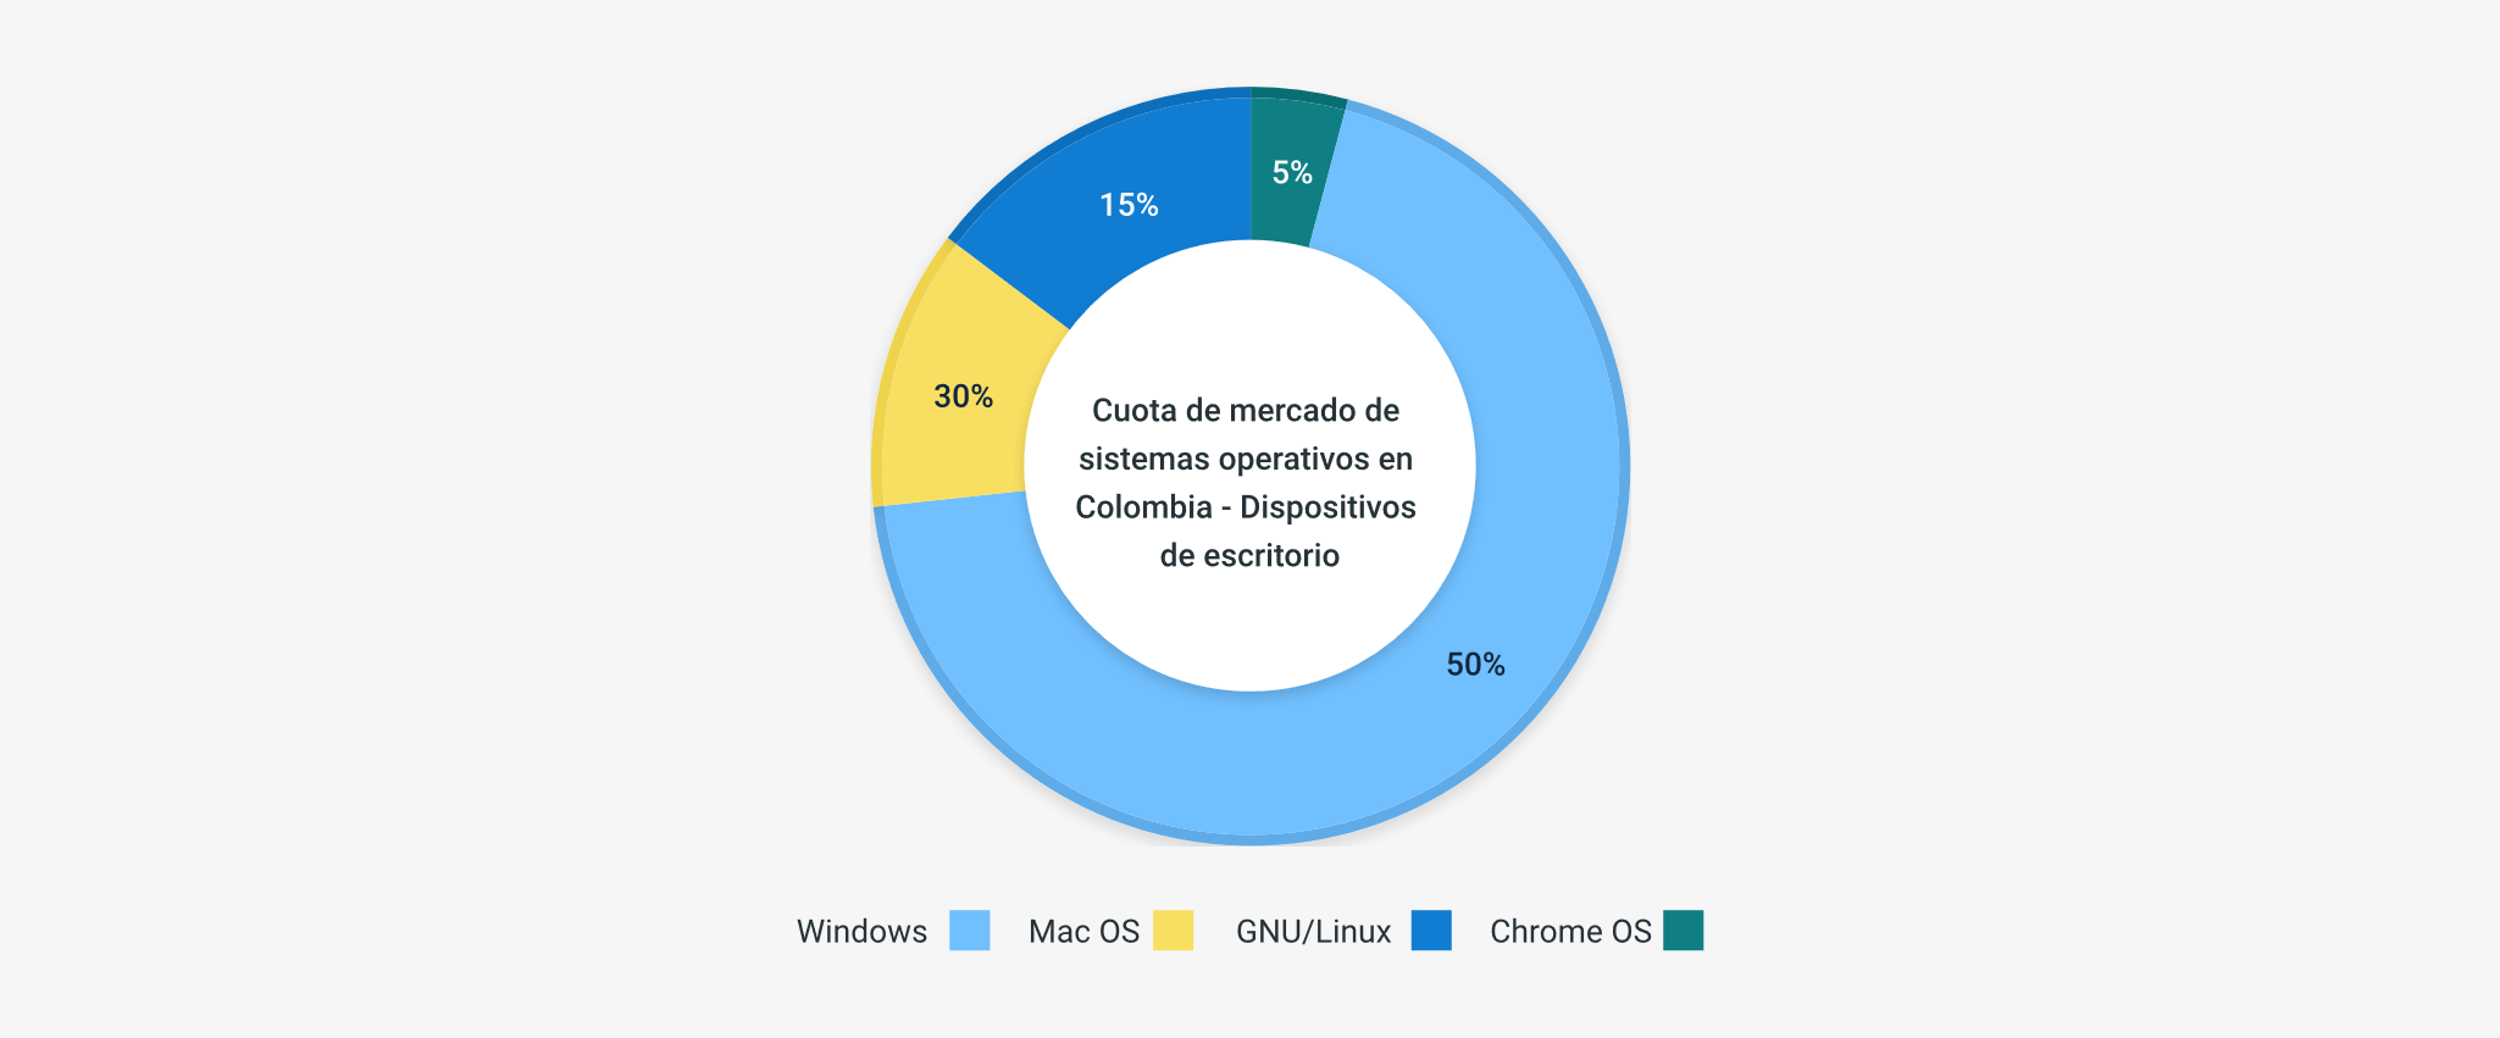 5%
15%
30%
Cuota de mercado de
sistemas operativos en
Colombia - Dispositivos
de escritorio
50%
Windows
Mac OS
GNU/Linux
Chrome OS